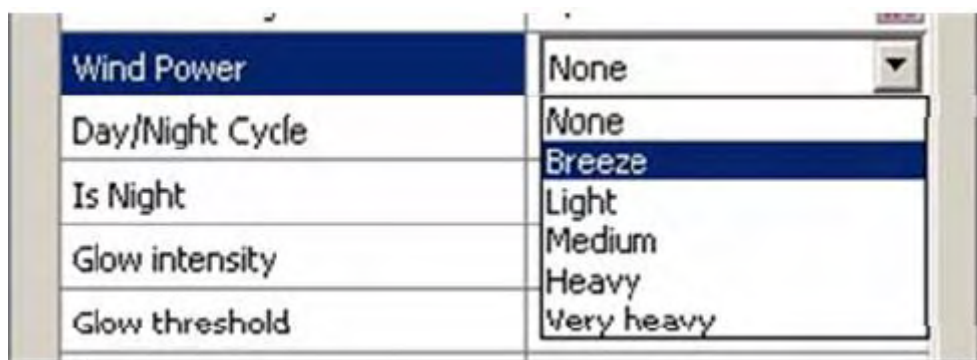 Wind Power
None
Day/Night Cycle
None
Breeze
Is Night
Light
Medium
Glow intensity
Heavy
Glow threshold
Very heavy